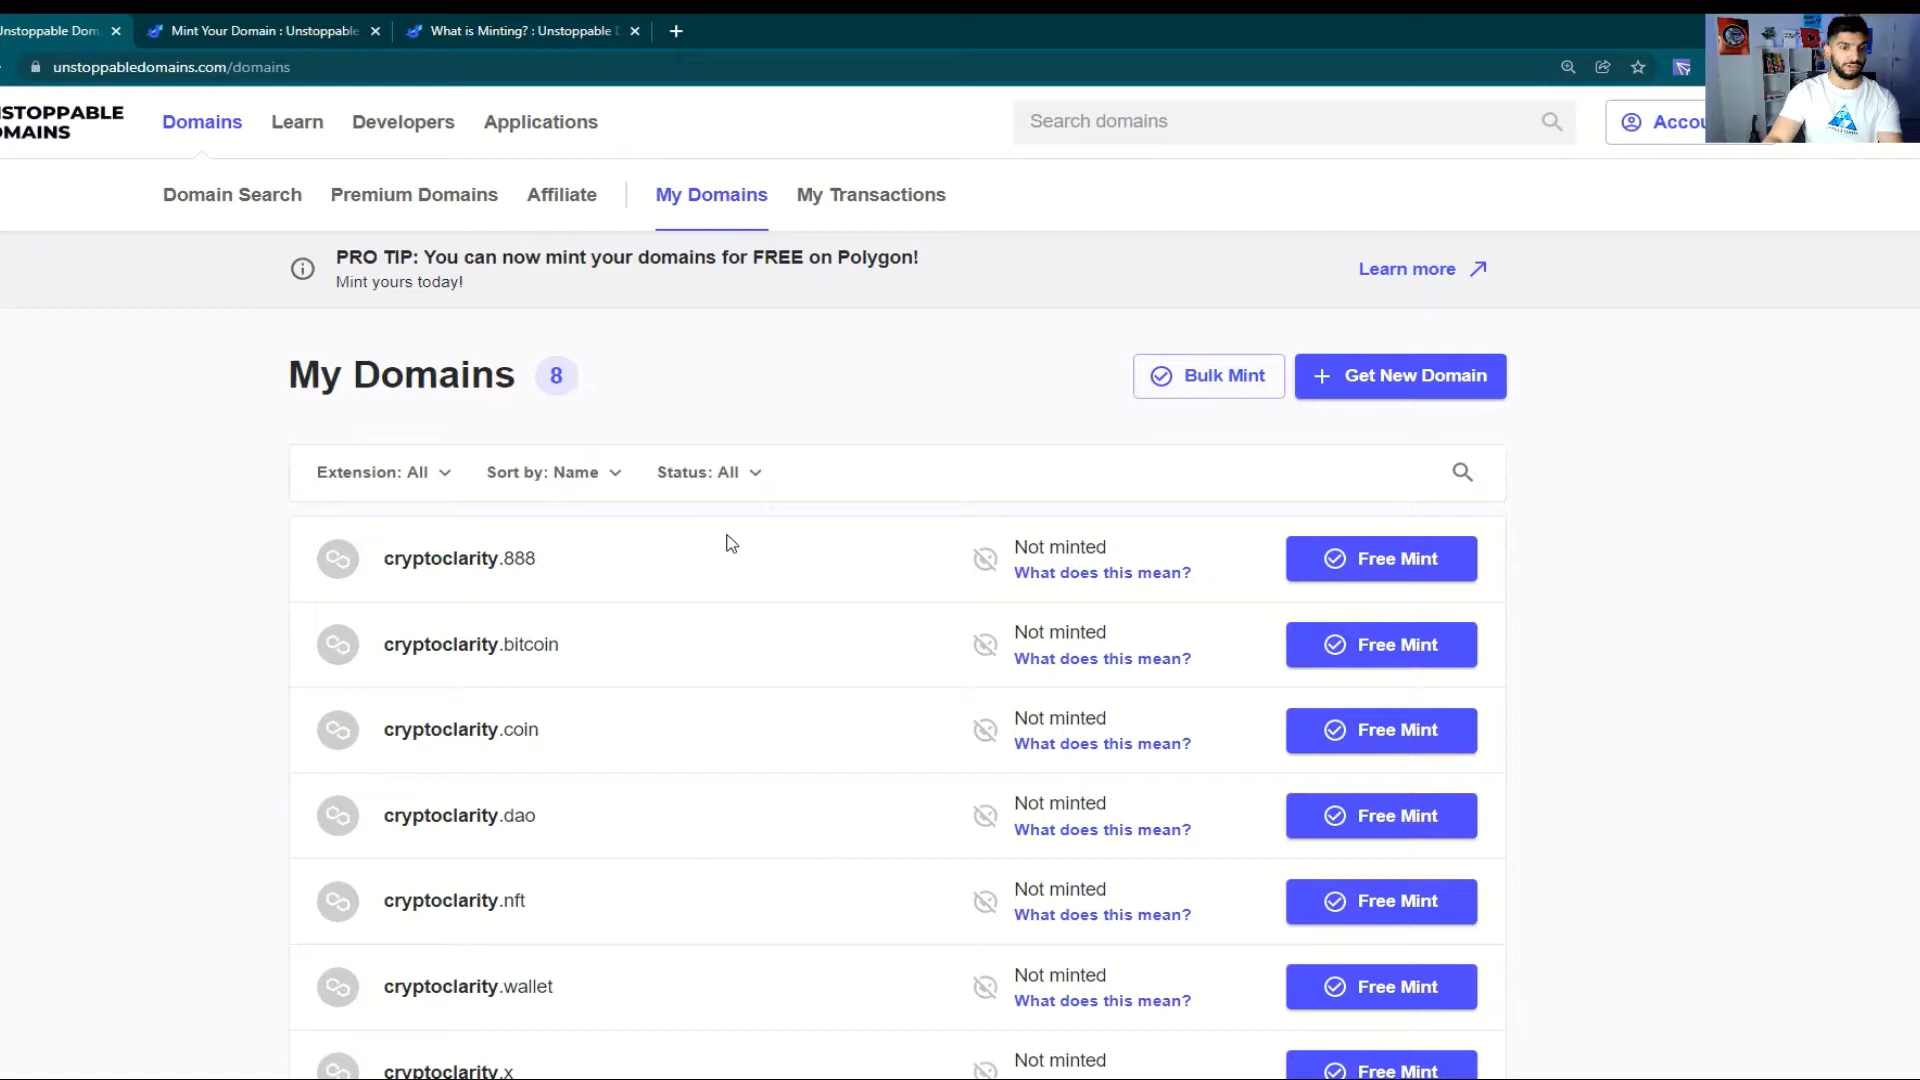 Unstoppable Dom
Mint Your Domain : Unstoppable
What is Minting? : Unstoppable D
unstoppabledomains.com/domains
NSTOPPABLE
OMAINS
Domains
Learn
Developers
Applications
Search domains
Accou
Domain Search
Premium Domains
Affiliate
My Domains
My Transactions
PRO TIP: You can now mint your domains for FREE on Polygon!
Mint yours today!
Learn more
My Domains 8
Bulk Mint
+ Get New Domain
Extension: All
Sort by: Name
Status: All
cryptoclarity.888
Not minted
What does this mean?
Free Mint
cryptoclarity.bitcoin
Not minted
What does this mean?
Free Mint
cryptoclarity.coin
Not minted
What does this mean?
Free Mint
cryptoclarity.dao
Not minted
What does this mean?
Free Mint
cryptoclarity.nft
Not minted
What does this mean?
Free Mint
cryptoclarity.wallet
Not minted
What does this mean?
Free Mint
cryptoclarity.x
Not minted
Free Mint